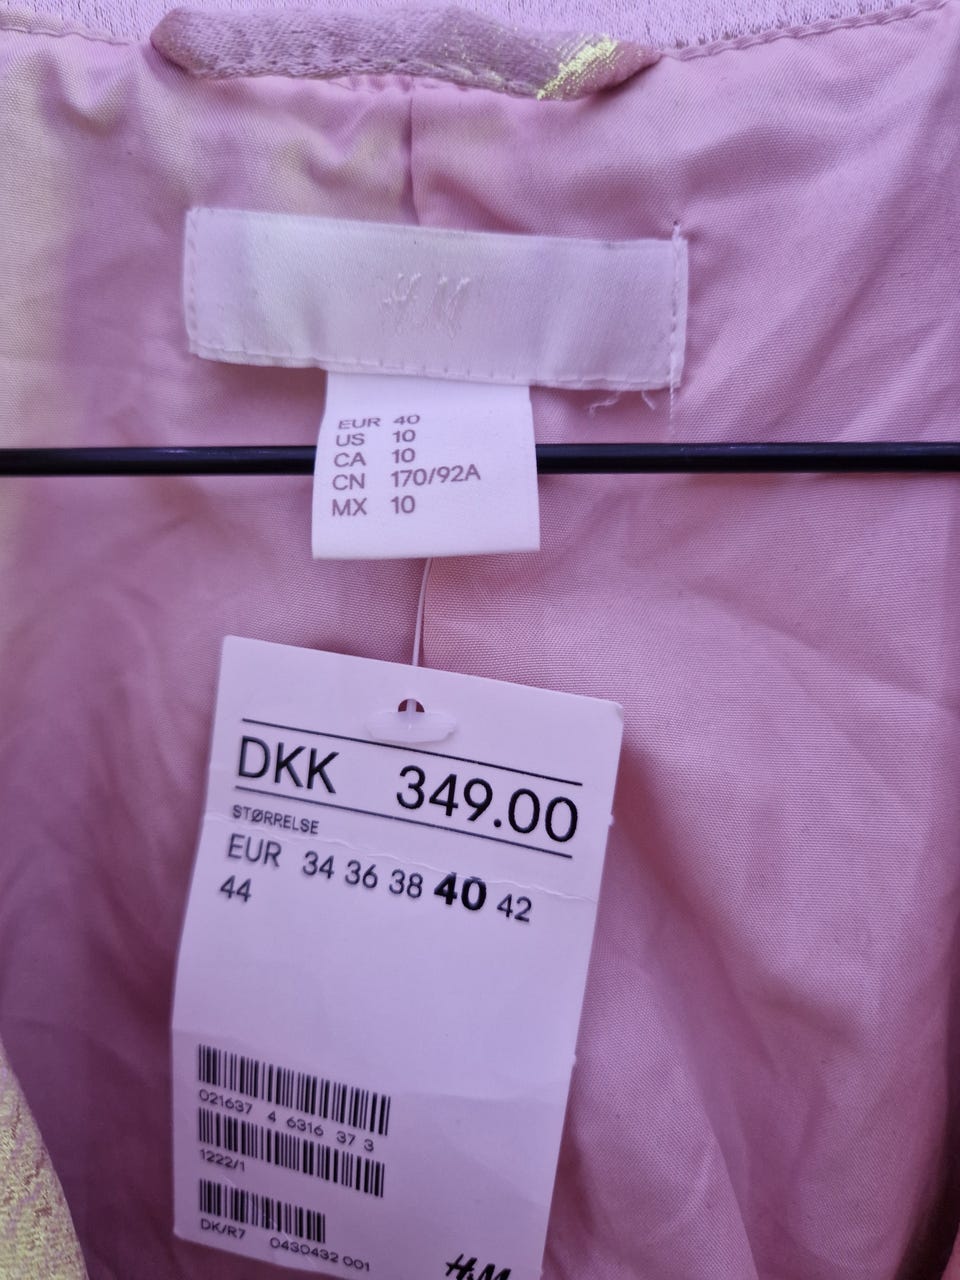 H&M
EUR 40
US 10
CA 10
CN 170/92A
MX 10
DKK 349.00
STØRRELSE
EUR 34 36 38 40 42
44
021637 4 6316 37 3
1222/1
DK/R7 0430432 001
H&M